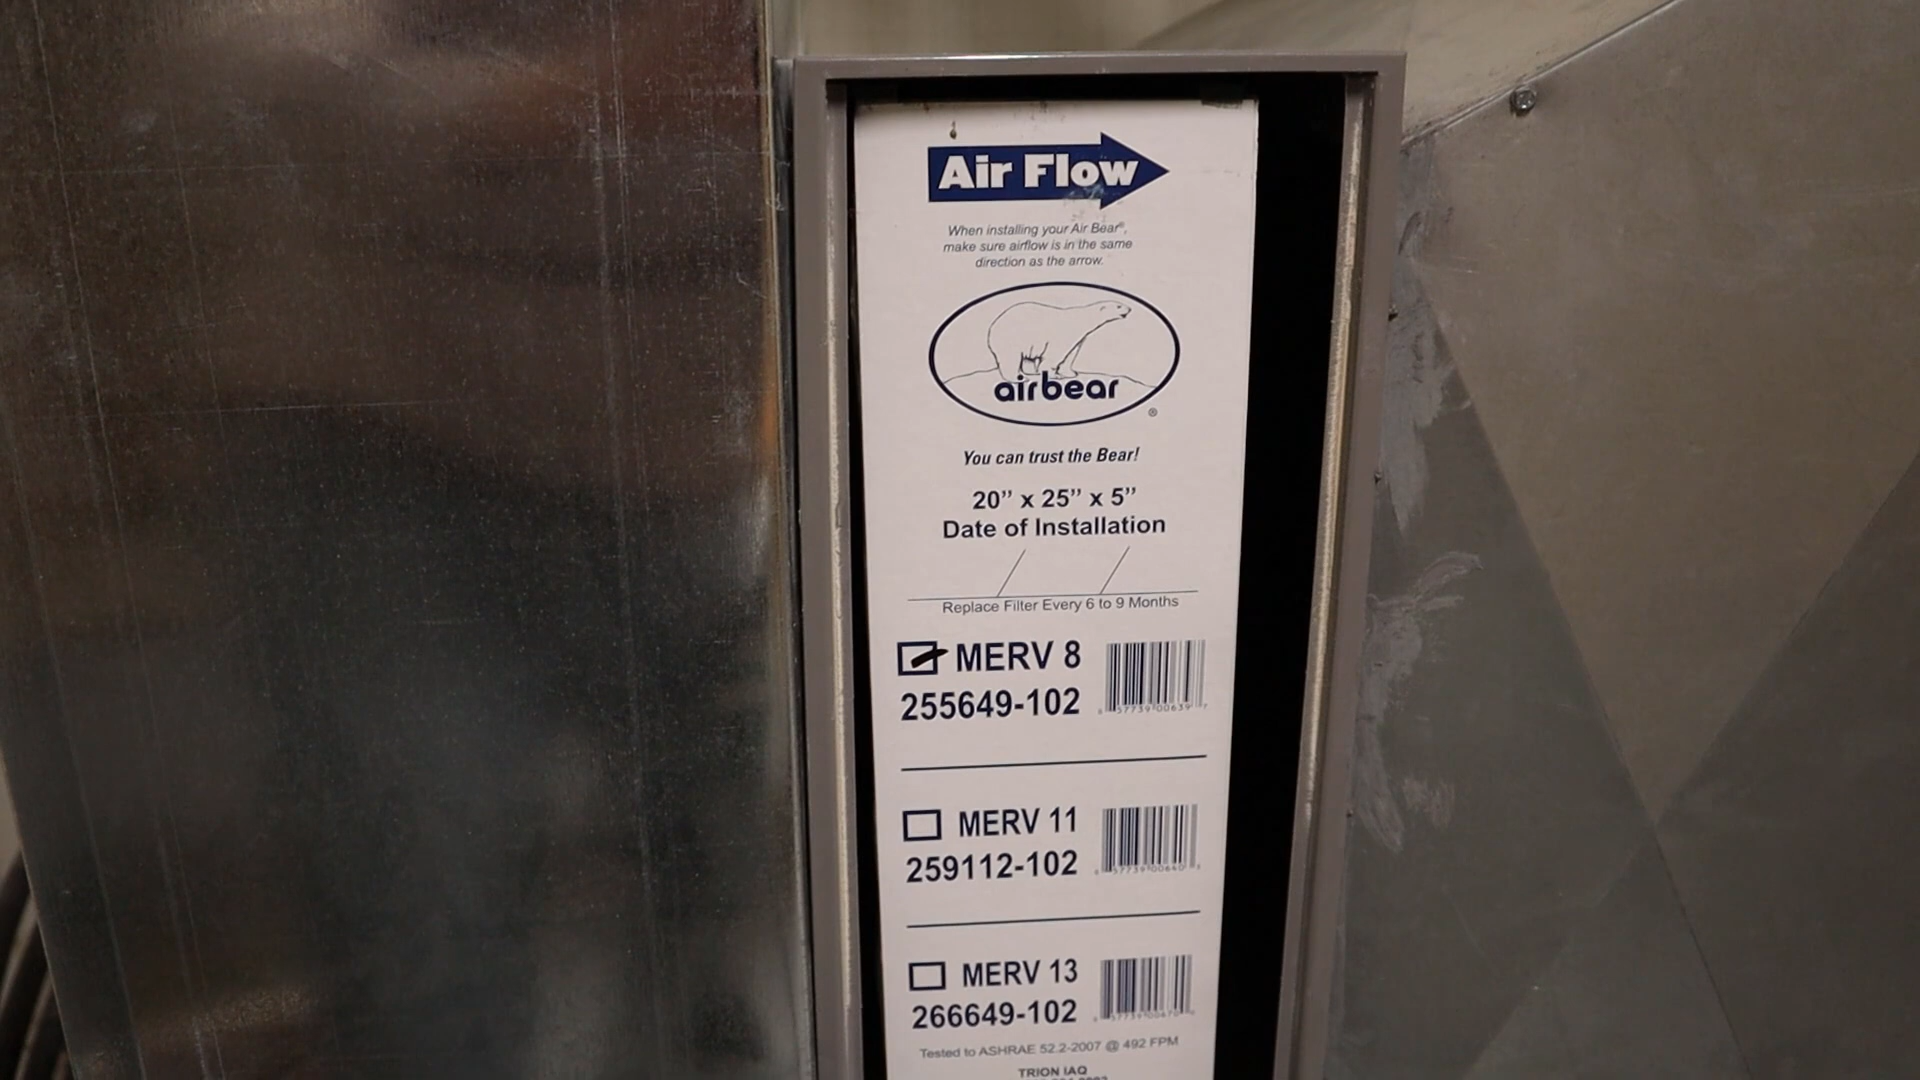 Air Flow
When installing your Air Bear®,
make sure airflow is in the same
direction as the arrow.
airbear
®
You can trust the Bear!
20” x 25” x 5”
Date of Installation
Replace Filter Every 6 to 9 Months
MERV 8
255649-102
MERV 11
259112-102
MERV 13
266649-102
Tested to ASHRAE 52.2-2007 @ 492 FPM
TRION IAQ